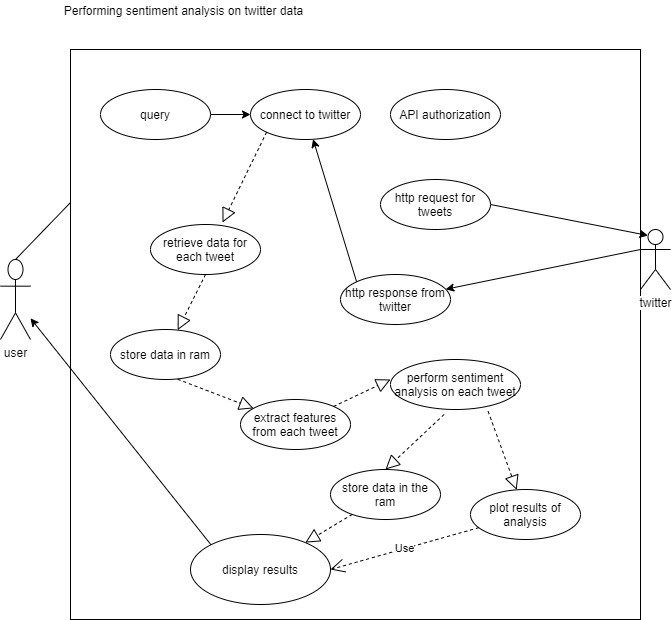 Performing sentiment analysis on twitter data
query
connect to twitter
API authorization
http request for
tweets
retrieve data for
each tweet
http response from
twitter
twitter
user
store data in ram
perform sentiment
analysis on each tweet
extract features
from each tweet
store data in the
ram
plot results of
analysis
Use
display results